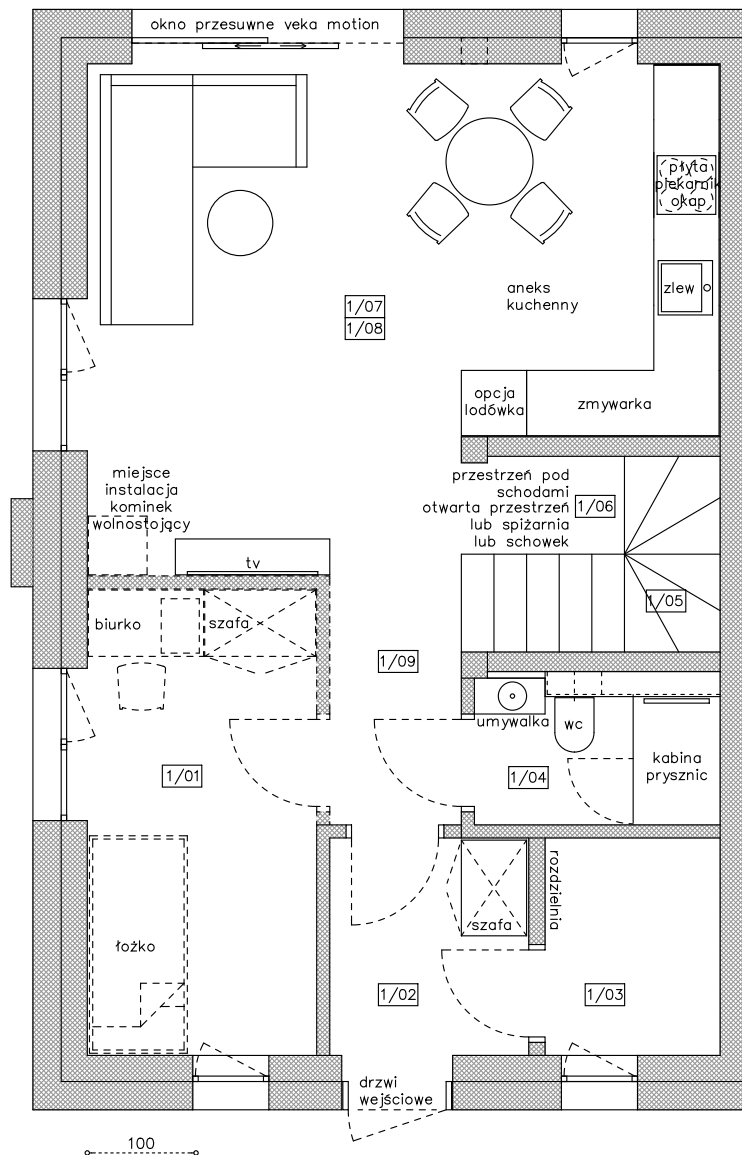 okno przesuwne veka motion
płyta
piekarnik
okap
zlew
aneks
kuchenny
1/07
1/08
opcja
lodówka
zmywarka
miejsce
instalacja
kominek
wolnostojący
przestrzeń pod
schodami
otwarta przestrzeń
lub spiżarnia
lub schowek
1/06
tv
biurko
szafa
1/05
1/09
umywalka
wc
kabina
prysznic
1/01
1/04
rozdzielnia
szafa
łożko
1/02
1/03
drzwi
wejściowe
100